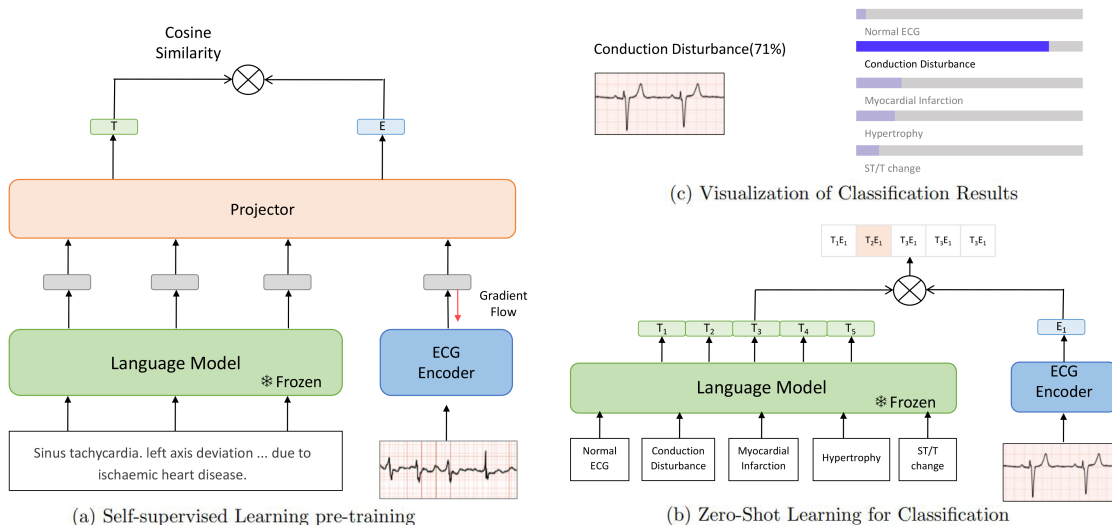 Cosine
Similarity
T
E
Projector
Gradient
Flow
Language Model
❄ Frozen
ECG
Encoder
Sinus tachycardia. left axis deviation ... due to
ischaemic heart disease.
(a) Self-supervised Learning pre-training
Conduction Disturbance(71%)
Normal ECG
Conduction Disturbance
Myocardial Infarction
Hypertrophy
ST/T change
(c) Visualization of Classification Results
T₁E₁ T₂E₁ T₃E₁ T₃E₁ T₃E₁
T₁ T₂ T₃ T₄ T₅
E₁
Language Model
❄ Frozen
ECG
Encoder
Normal
ECG
Conduction
Disturbance
Myocardial
Infarction
Hypertrophy
ST/T
change
(b) Zero-Shot Learning for Classification